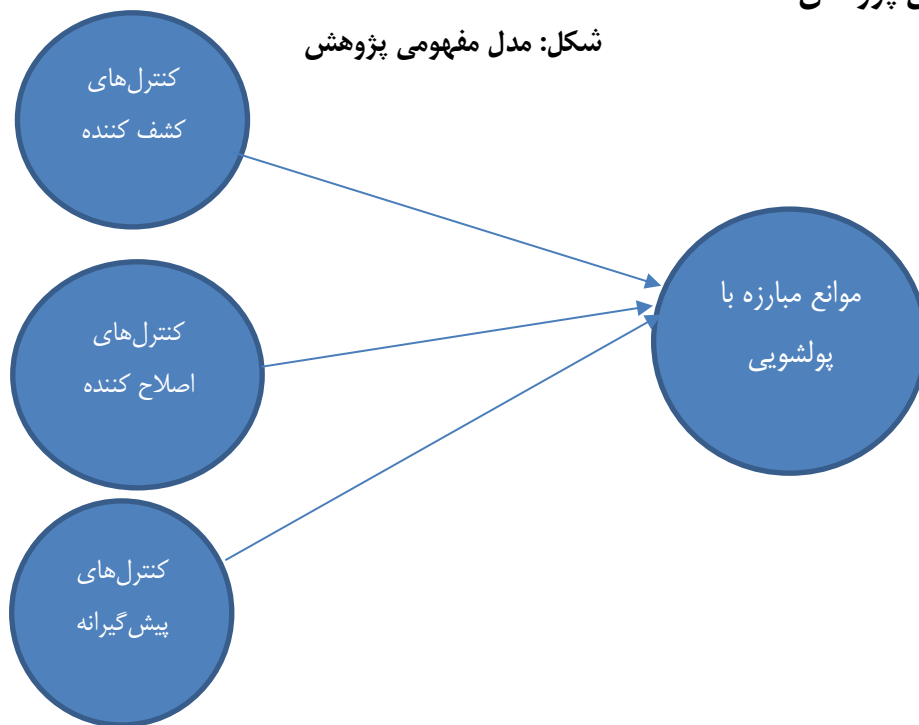 شکل: مدل مفهومی پژوهش
کنترل‌های
کشف کننده
کنترل‌های
اصلاح کننده
کنترل‌های
پیش‌گیرانه
موانع مبارزه با
پولشویی